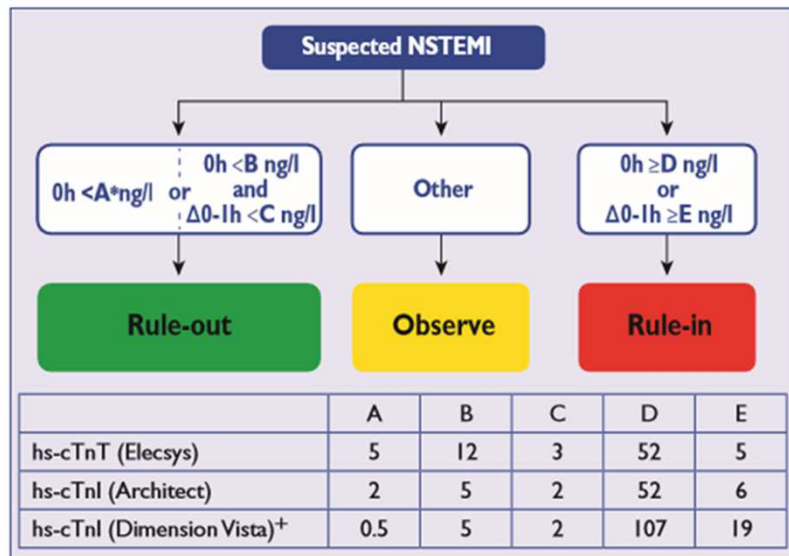 Suspected NSTEMI
0h <A*ng/l or
0h <B ng/l
and
Δ0-1h <C ng/l
Other
0h ≥D ng/l
or
Δ0-1h ≥E ng/l
Rule-out
Observe
Rule-in
A B C D E
hs-cTnT (Elecsys) 5 12 3 52 5
hs-cTnI (Architect) 2 5 2 52 6
hs-cTnI (Dimension Vista)+ 0.5 5 2 107 19